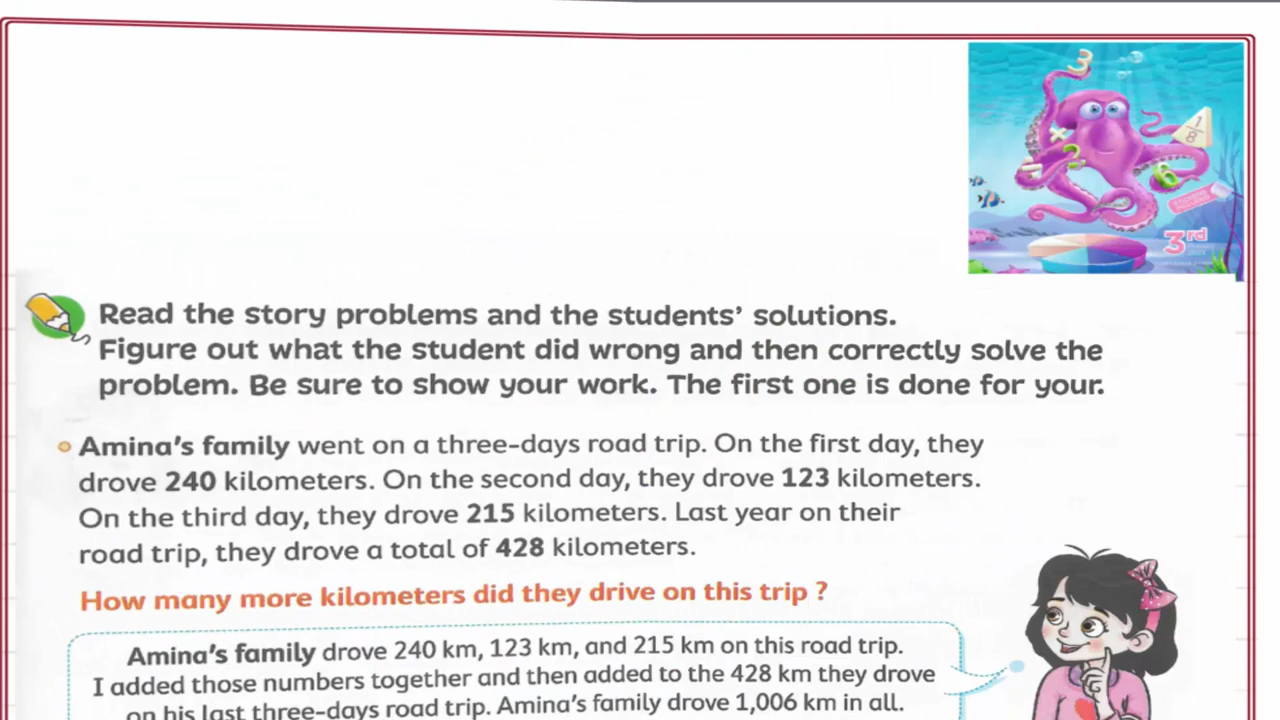 3
1
8
×
2
6
3rd
Read the story problems and the students' solutions.
Figure out what the student did wrong and then correctly solve the
problem. Be sure to show your work. The first one is done for your.
Amina's family went on a three-days road trip. On the first day, they
drove 240 kilometers. On the second day, they drove 123 kilometers.
On the third day, they drove 215 kilometers. Last year on their
road trip, they drove a total of 428 kilometers.
How many more kilometers did they drive on this trip ?
Amina's family drove 240 km, 123 km, and 215 km on this road trip.
I added those numbers together and then added to the 428 km they drove
on his last three-days road trip. Amina's family drove 1,006 km in all.